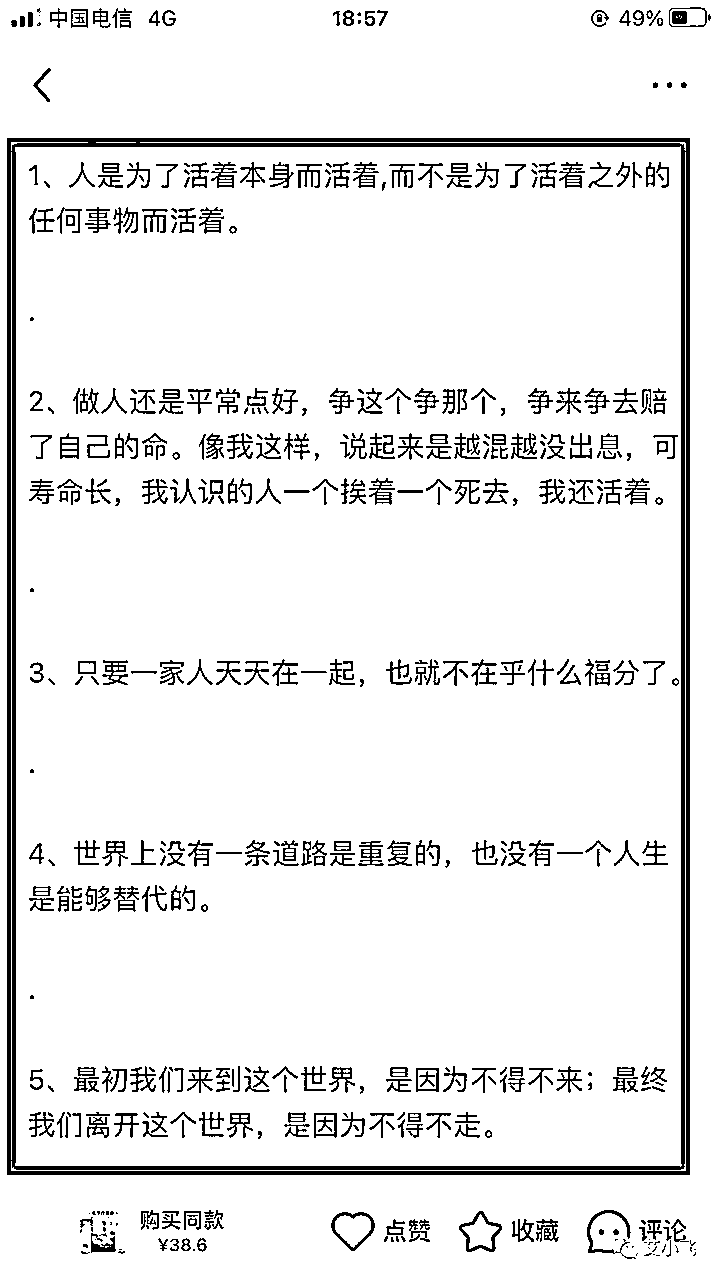 中国电信 4G 18:57 49%
1、人是为了活着本身而活着,而不是为了活着之外的
任何事物而活着。
.
2、做人还是平常点好，争这个争那个，争来争去赔
了自己的命。像我这样，说起来是越混越没出息，可
寿命长，我认识的人一个挨着一个死去，我还活着。
.
3、只要一家人天天在一起，也就不在乎什么福分了。
.
4、世界上没有一条道路是重复的，也没有一个人生
是能够替代的。
.
5、最初我们来到这个世界，是因为不得不来；最终
我们离开这个世界，是因为不得不走。
购买同款 点赞 收藏 评论
¥38.6
艾小飞